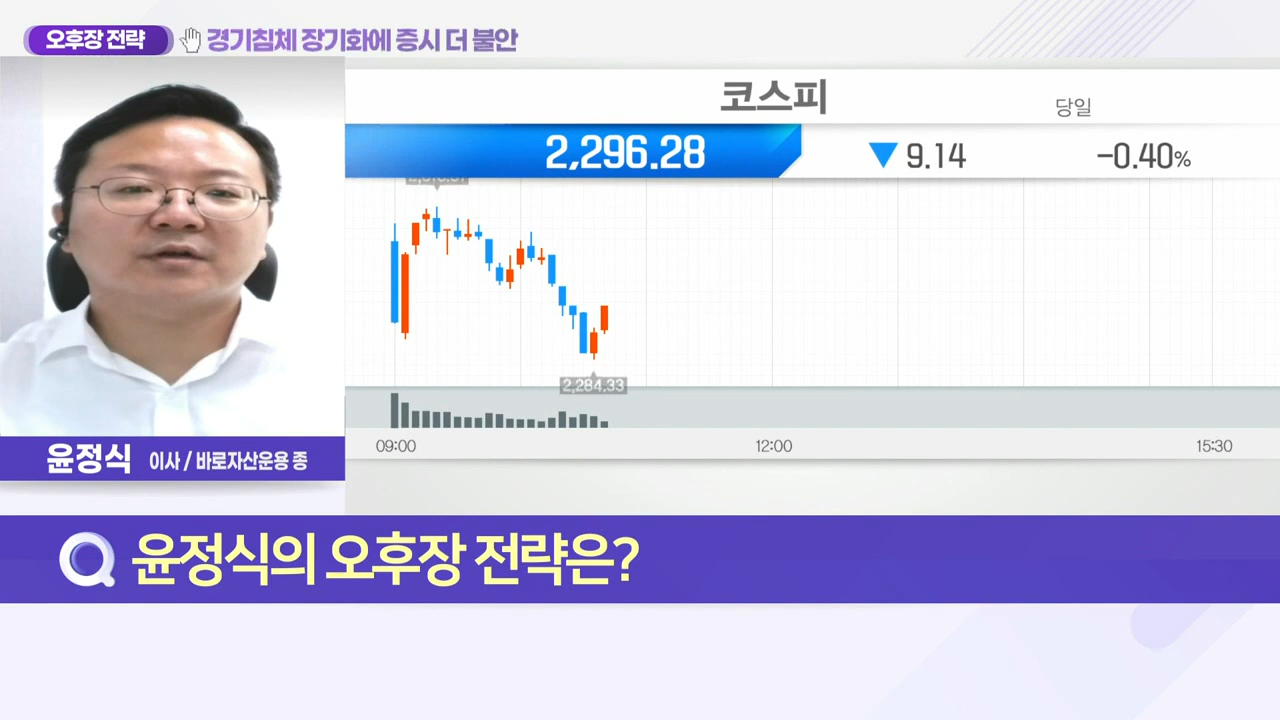 오후장 전략 경기침체 장기화에 증시 더 불안
코스피
당일
2,296.28 ▼ 9.14 -0.40%
2,284.33
09:00 12:00 15:30
윤정식 이사 / 바로자산운용 종
윤정식의 오후장 전략은?